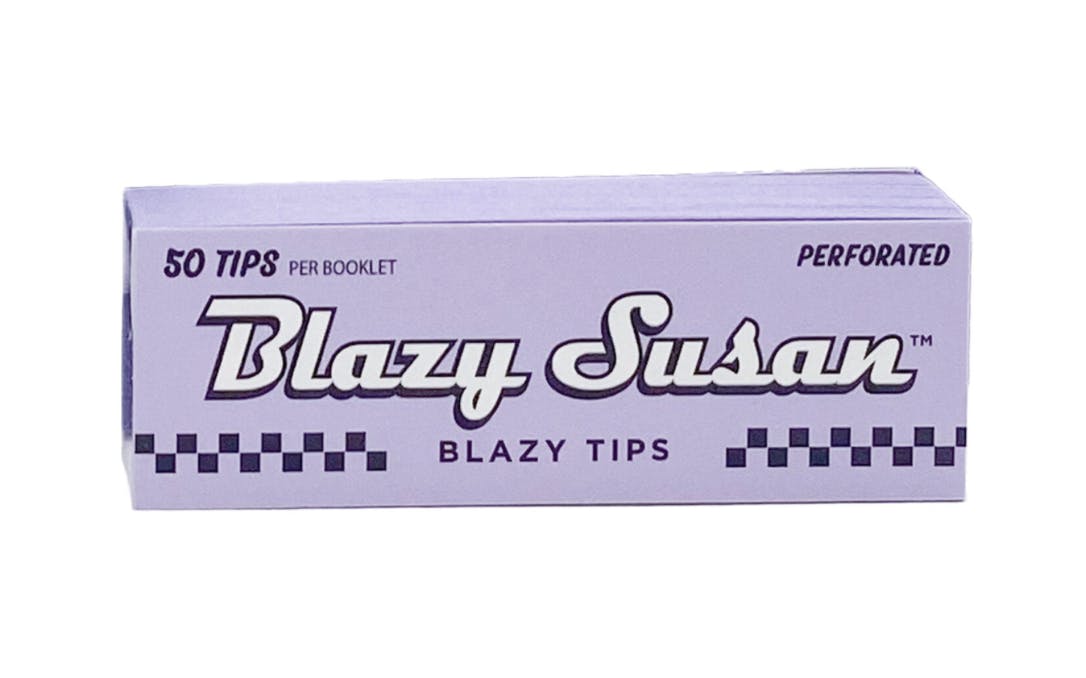 50 TIPS PER BOOKLET
PERFORATED
Blazy Susan™
BLAZY TIPS